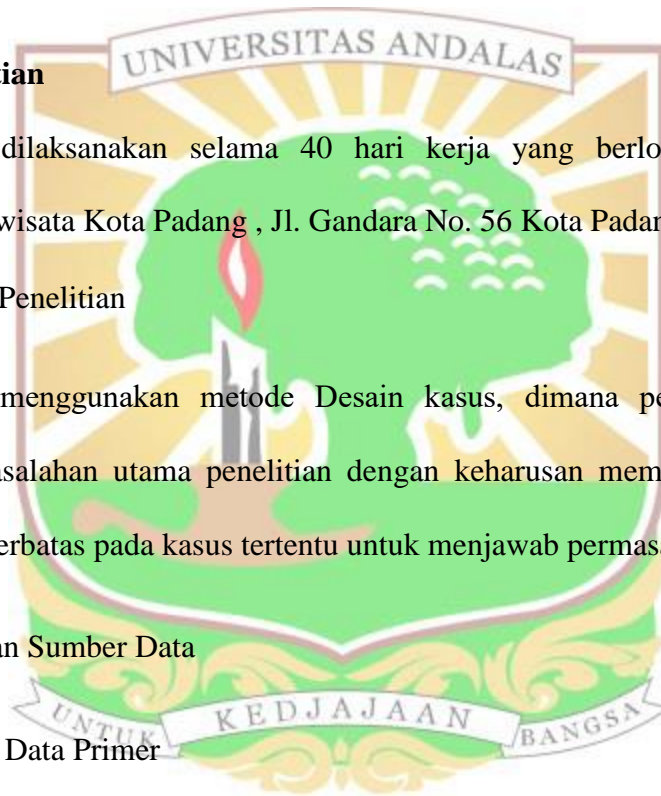 UNIVERSITAS ANDALAS
tian
dilaksanakan selama 40 hari kerja yang berlo
wisata Kota Padang , Jl. Gandara No. 56 Kota Padan
Penelitian
menggunakan metode Desain kasus, dimana pe
asalahan utama penelitian dengan keharusan mem
erbatas pada kasus tertentu untuk menjawab permasa
an Sumber Data
UNTUK KEDJAJAAN BANGSA
Data Primer